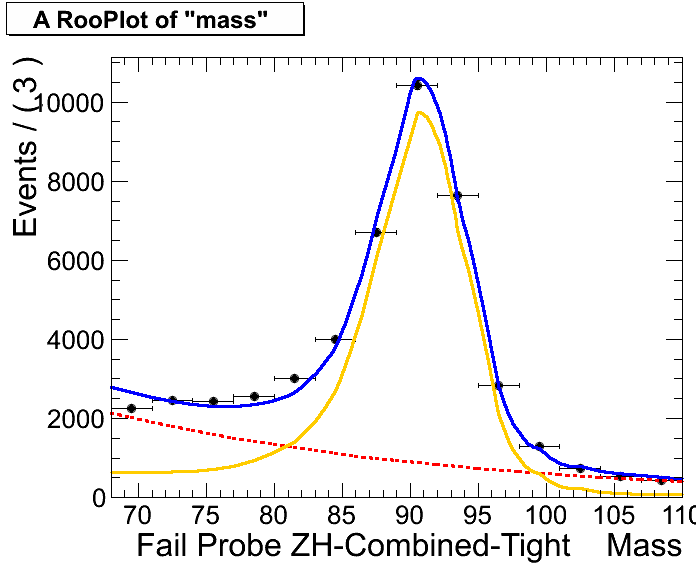 A RooPlot of "mass"
Events / ( 3 )
10000
8000
6000
4000
2000
0
70 75 80 85 90 95 100 105 110
Fail Probe ZH-Combined-Tight Mass